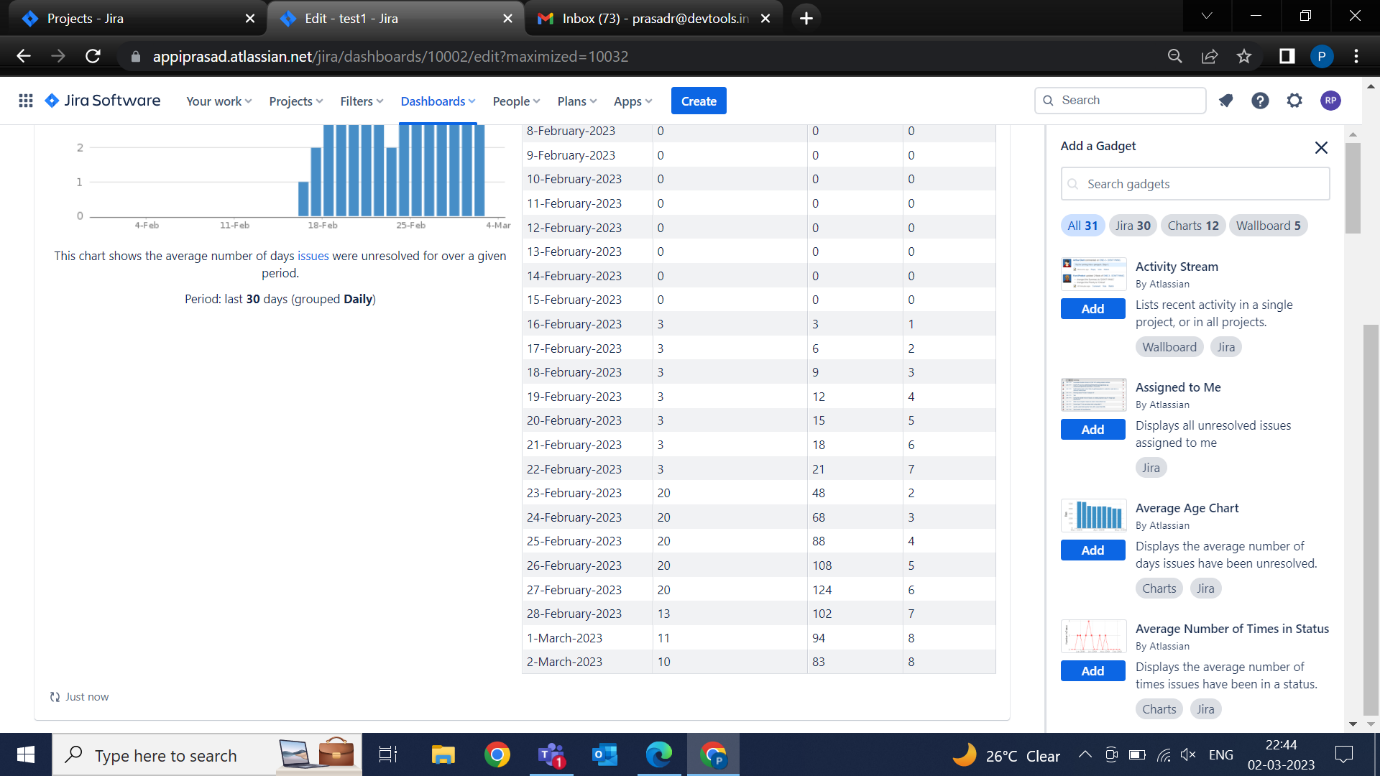 Projects - Jira
Edit - test1 - Jira
Inbox (73) - prasadr@devtools.in
appiprasad.atlassian.net/jira/dashboards/10002/edit?maximized=10032
P
Jira Software
Your work
Projects
Filters
Dashboards
People
Plans
Apps
Create
Search
RP
2
1
0
4-Feb 11-Feb 18-Feb 25-Feb 4-Mar
This chart shows the average number of days issues were unresolved for over a given
period.
Period: last 30 days (grouped Daily)
8-February-2023 0 0 0
9-February-2023 0 0 0
10-February-2023 0 0 0
11-February-2023 0 0 0
12-February-2023 0 0 0
13-February-2023 0 0 0
14-February-2023 0 0 0
15-February-2023 0 0 0
16-February-2023 3 3 1
17-February-2023 3 6 2
18-February-2023 3 9 3
19-February-2023 3 12 4
20-February-2023 3 15 5
21-February-2023 3 18 6
22-February-2023 3 21 7
23-February-2023 20 48 2
24-February-2023 20 68 3
25-February-2023 20 88 4
26-February-2023 20 108 5
27-February-2023 20 124 6
28-February-2023 13 102 7
1-March-2023 11 94 8
2-March-2023 10 83 8
Just now
Add a Gadget
Search gadgets
All 31 Jira 30 Charts 12 Wallboard 5
Activity Stream
By Atlassian
Add
Lists recent activity in a single
project, or in all projects.
Wallboard Jira
Assigned to Me
By Atlassian
Add
Displays all unresolved issues
assigned to me
Jira
Average Age Chart
By Atlassian
Add
Displays the average number of
days issues have been unresolved.
Charts Jira
Average Number of Times in Status
By Atlassian
Add
Displays the average number of
times issues have been in a status.
Charts Jira
Type here to search
1
P
26°C Clear
ENG
22:44
02-03-2023